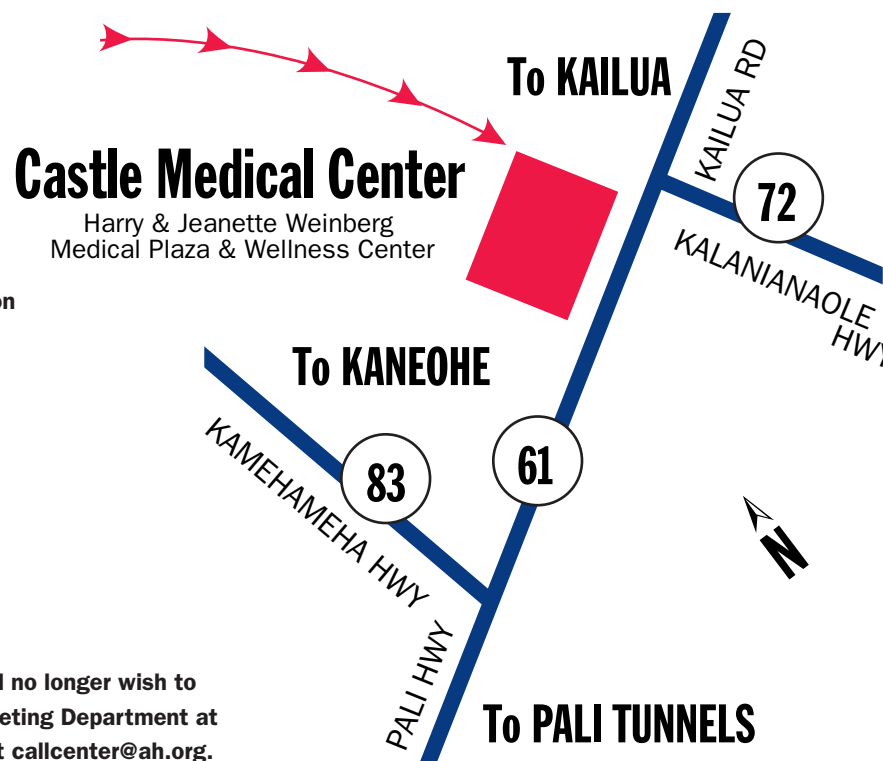 To KAILUA
KAILUA RD
Castle Medical Center
Harry & Jeanette Weinberg
Medical Plaza & Wellness Center
72
KALANIANAOLE
HWY
on
To KANEOHE
KAMEHAMEHA HWY
83
61
N
PALI HWY
To PALI TUNNELS
no longer wish to
eting Department at
t callcenter@ah.org.